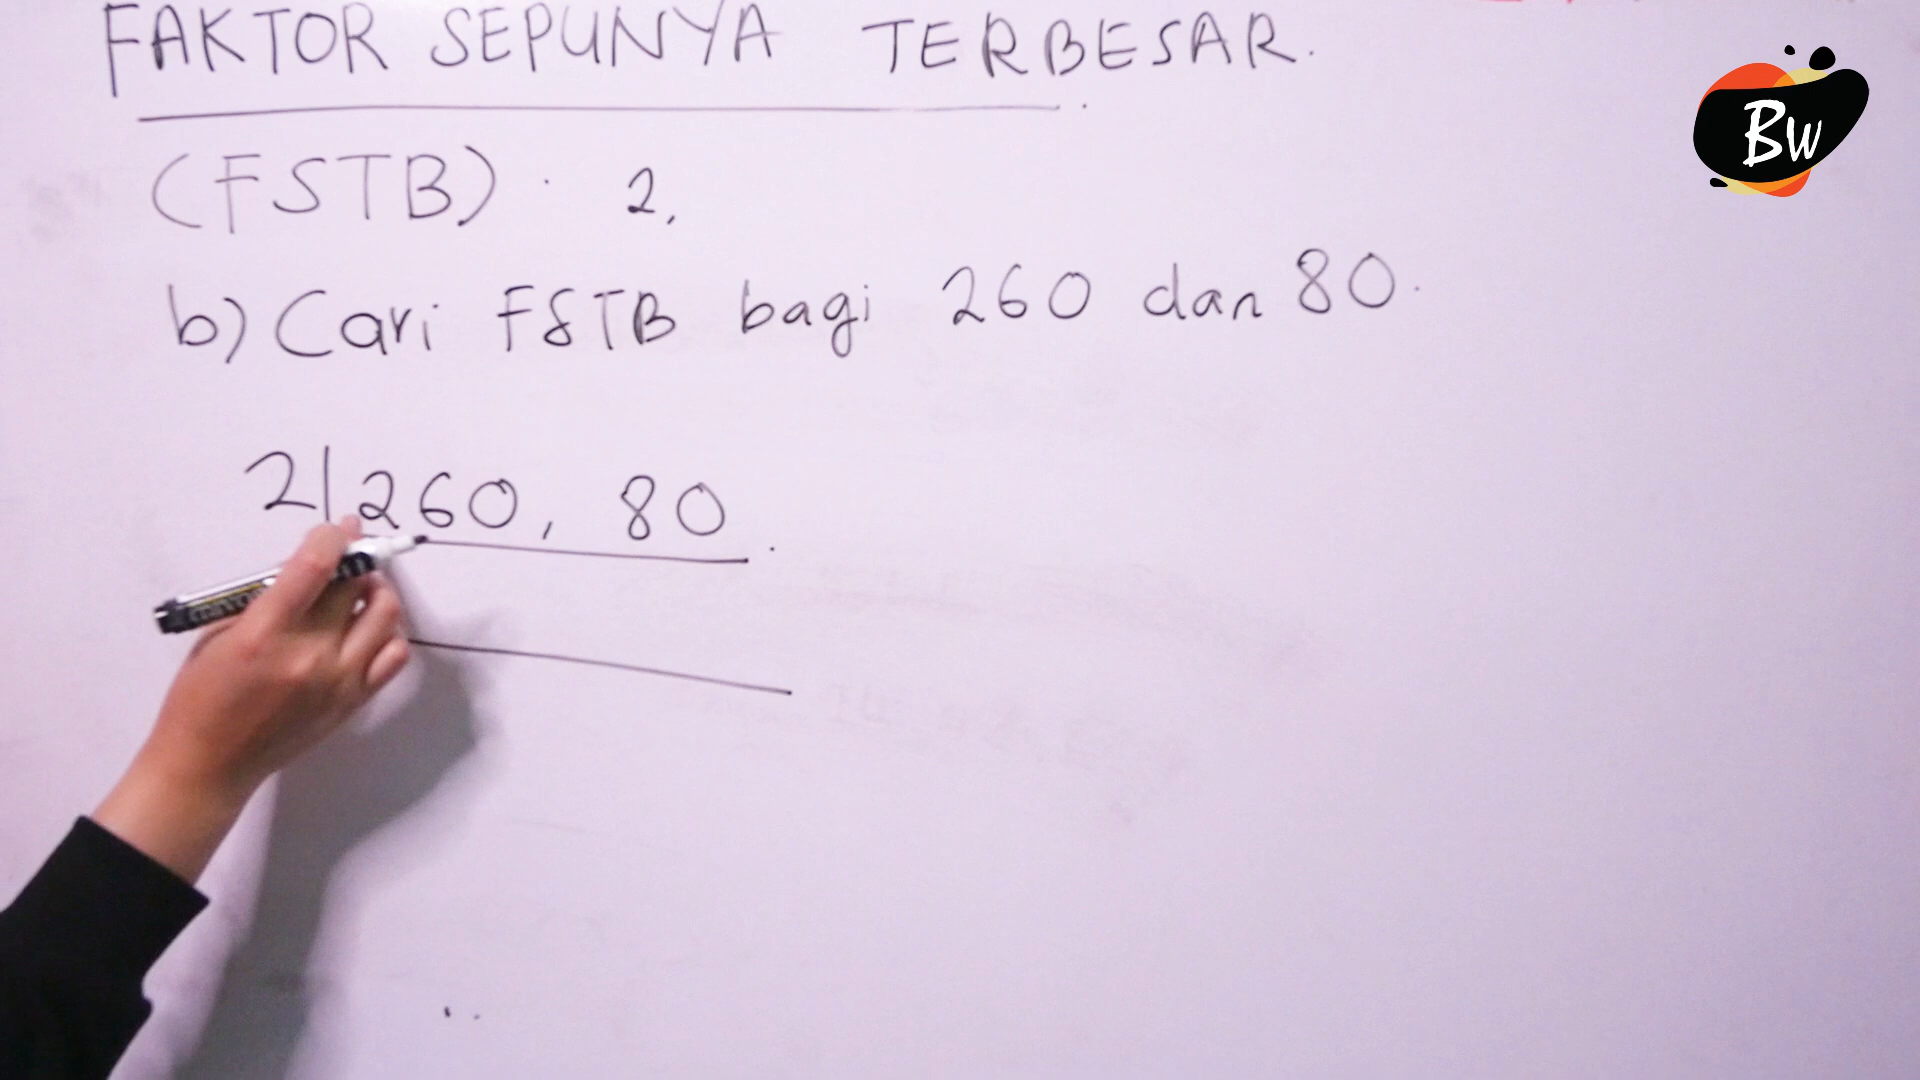 FAKTOR SEPUNYA TERBESAR.
(FSTB). 2,
b) Cari FSTB bagi 260 dan 80.
2|260, 80.
BW